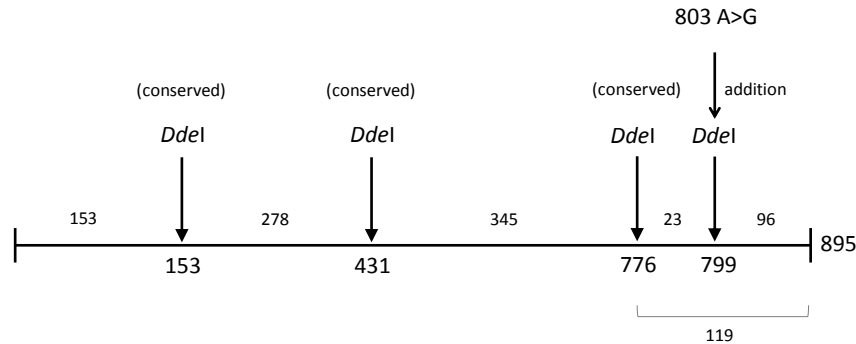 803 A>G
(conserved) (conserved) (conserved) addition
DdeI DdeI DdeI DdeI
153 278 345 23 96
895
153 431 776 799
119